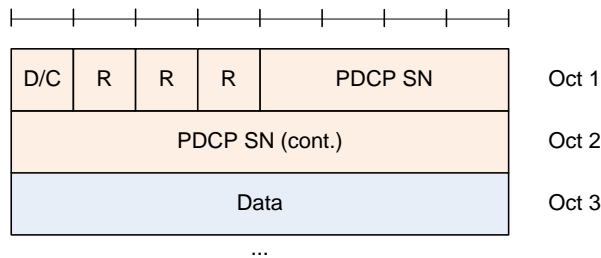 D/C R R R PDCP SN Oct 1
PDCP SN (cont.) Oct 2
Data Oct 3
...